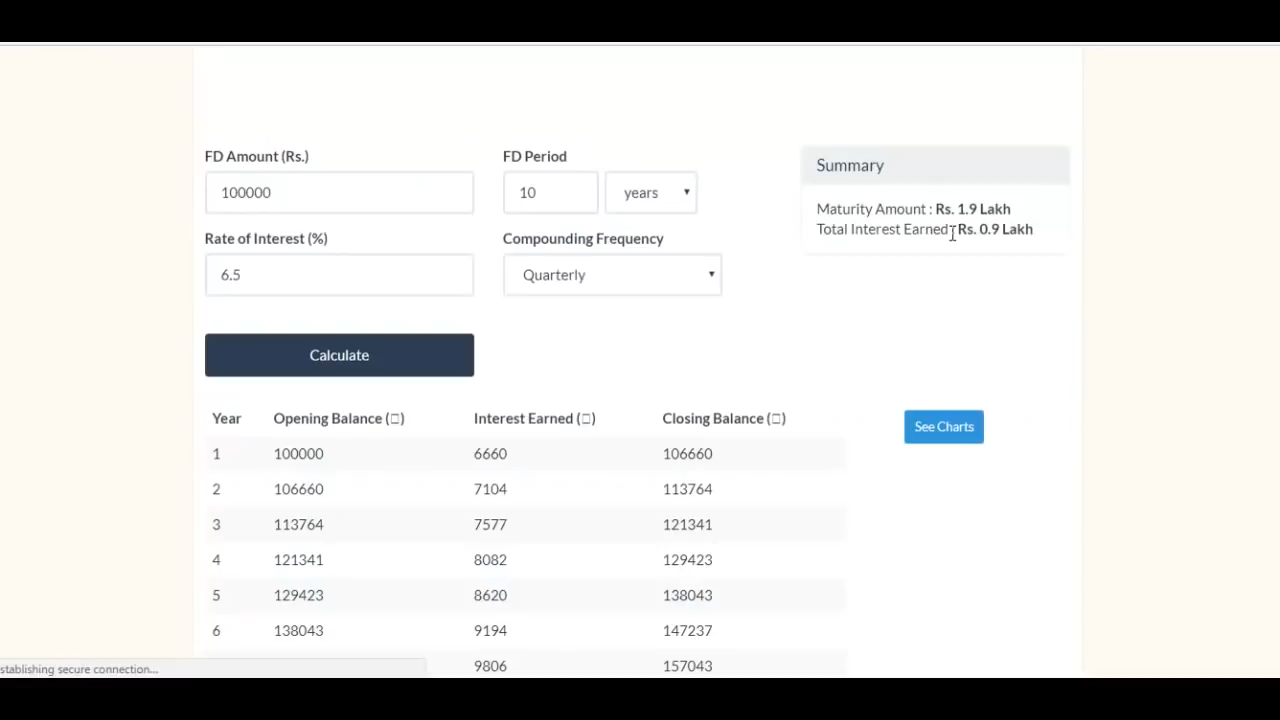 FD Amount (Rs.) FD Period
100000 10 years
Summary
Maturity Amount : Rs. 1.9 Lakh
Total Interest Earned : Rs. 0.9 Lakh
Rate of Interest (%) Compounding Frequency
6.5 Quarterly
Calculate
Year Opening Balance (□) Interest Earned (□) Closing Balance (□)
See Charts
1 100000 6660 106660
2 106660 7104 113764
3 113764 7577 121341
4 121341 8082 129423
5 129423 8620 138043
6 138043 9194 147237
9806 157043
stablishing secure connection...